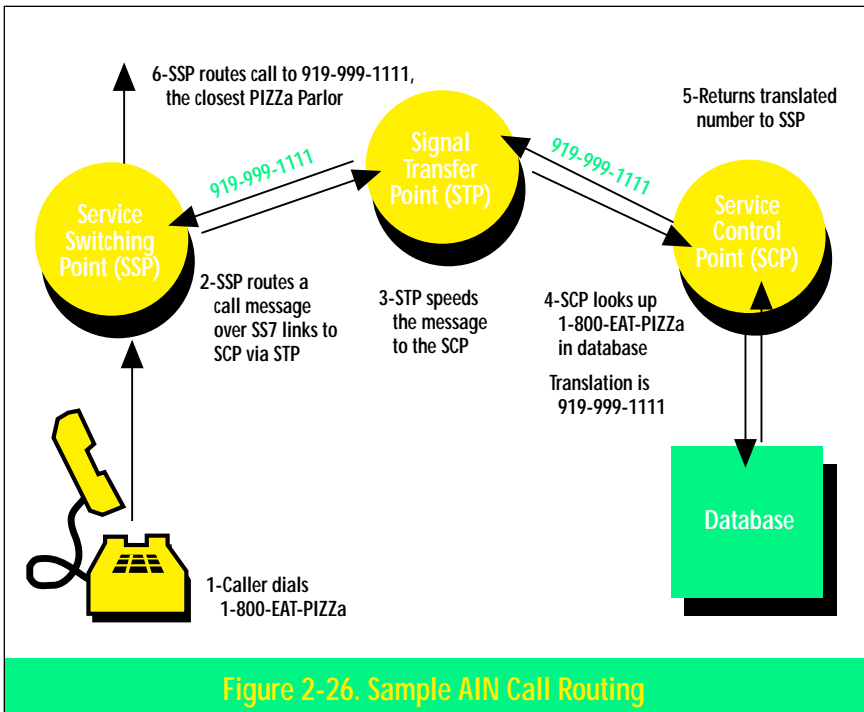 6-SSP routes call to 919-999-1111,
the closest PIZZa Parlor
5-Returns translated
number to SSP
Signal
Transfer
Point (STP)
919-999-1111
919-999-1111
Service
Switching
Point (SSP)
Service
Control
Point (SCP)
2-SSP routes a
call message
over SS7 links to
SCP via STP
3-STP speeds
the message
to the SCP
4-SCP looks up
1-800-EAT-PIZZa
in database
Translation is
919-999-1111
Database
1-Caller dials
1-800-EAT-PIZZa
Figure 2-26. Sample AIN Call Routing